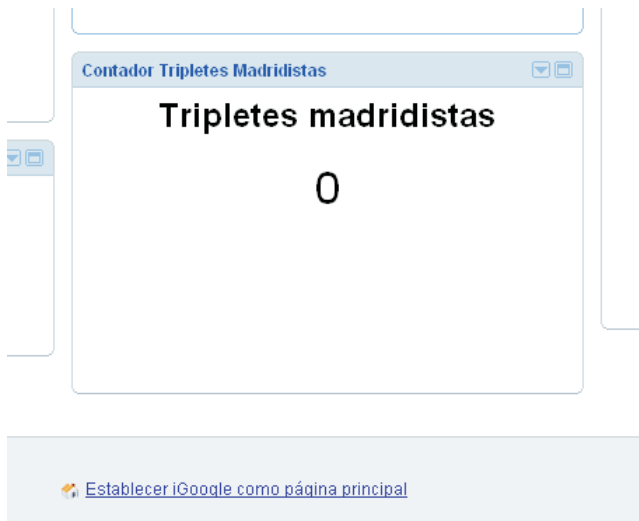 Contador Tripletes Madridistas
Tripletes madridistas
0
Establecer iGoogle como página principal